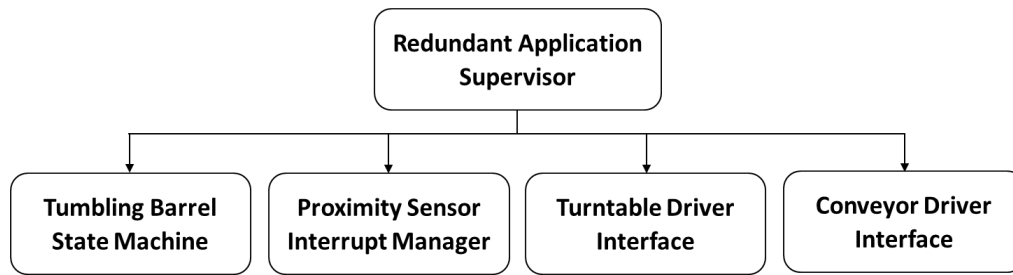 Redundant Application
Supervisor
Tumbling Barrel
State Machine
Proximity Sensor
Interrupt Manager
Turntable Driver
Interface
Conveyor Driver
Interface